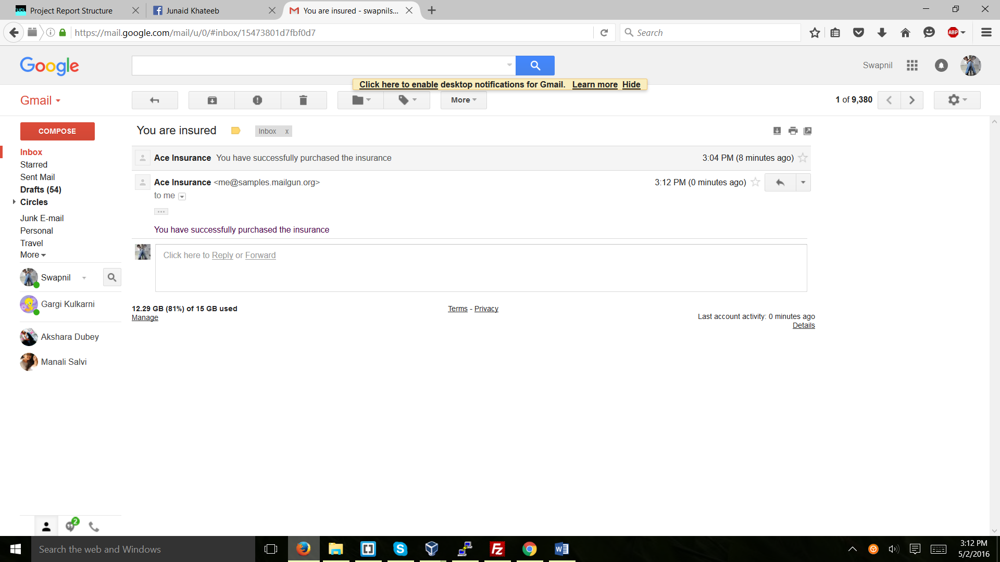 Project Report Structure
Junaid Khateeb
You are insured - swapnils...
https://mail.google.com/mail/u/0/#inbox/15473801d7fbf0d7
Search
ABP
Google
Swapnil
Click here to enable desktop notifications for Gmail. Learn more Hide
Gmail
More
1 of 9,380
COMPOSE
You are insured
Inbox x
Inbox
Starred
Sent Mail
Drafts (54)
Circles
Junk E-mail
Personal
Travel
More
Ace Insurance You have successfully purchased the insurance 3:04 PM (8 minutes ago)
Ace Insurance <me@samples.mailgun.org> 3:12 PM (0 minutes ago)
to me
You have successfully purchased the insurance
Click here to Reply or Forward
Swapnil
Gargi Kulkarni
Akshara Dubey
Manali Salvi
12.29 GB (81%) of 15 GB used
Manage
Terms - Privacy
Last account activity: 0 minutes ago
Details
2
Search the web and Windows
3:12 PM
5/2/2016